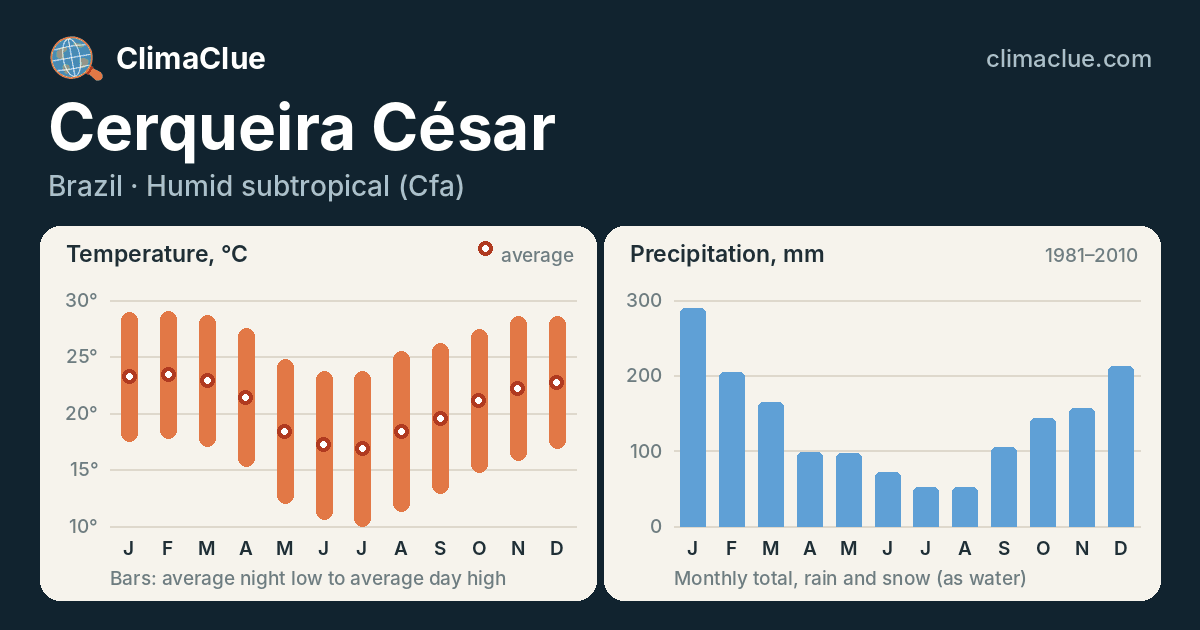 ClimaClue
climaclue.com
Cerqueira César
Brazil · Humid subtropical (Cfa)
Temperature, °C
average
30°
25°
20°
15°
10°
J F M A M J J A S O N D
Bars: average night low to average day high
Precipitation, mm
1981–2010
300
200
100
0
J F M A M J J A S O N D
Monthly total, rain and snow (as water)